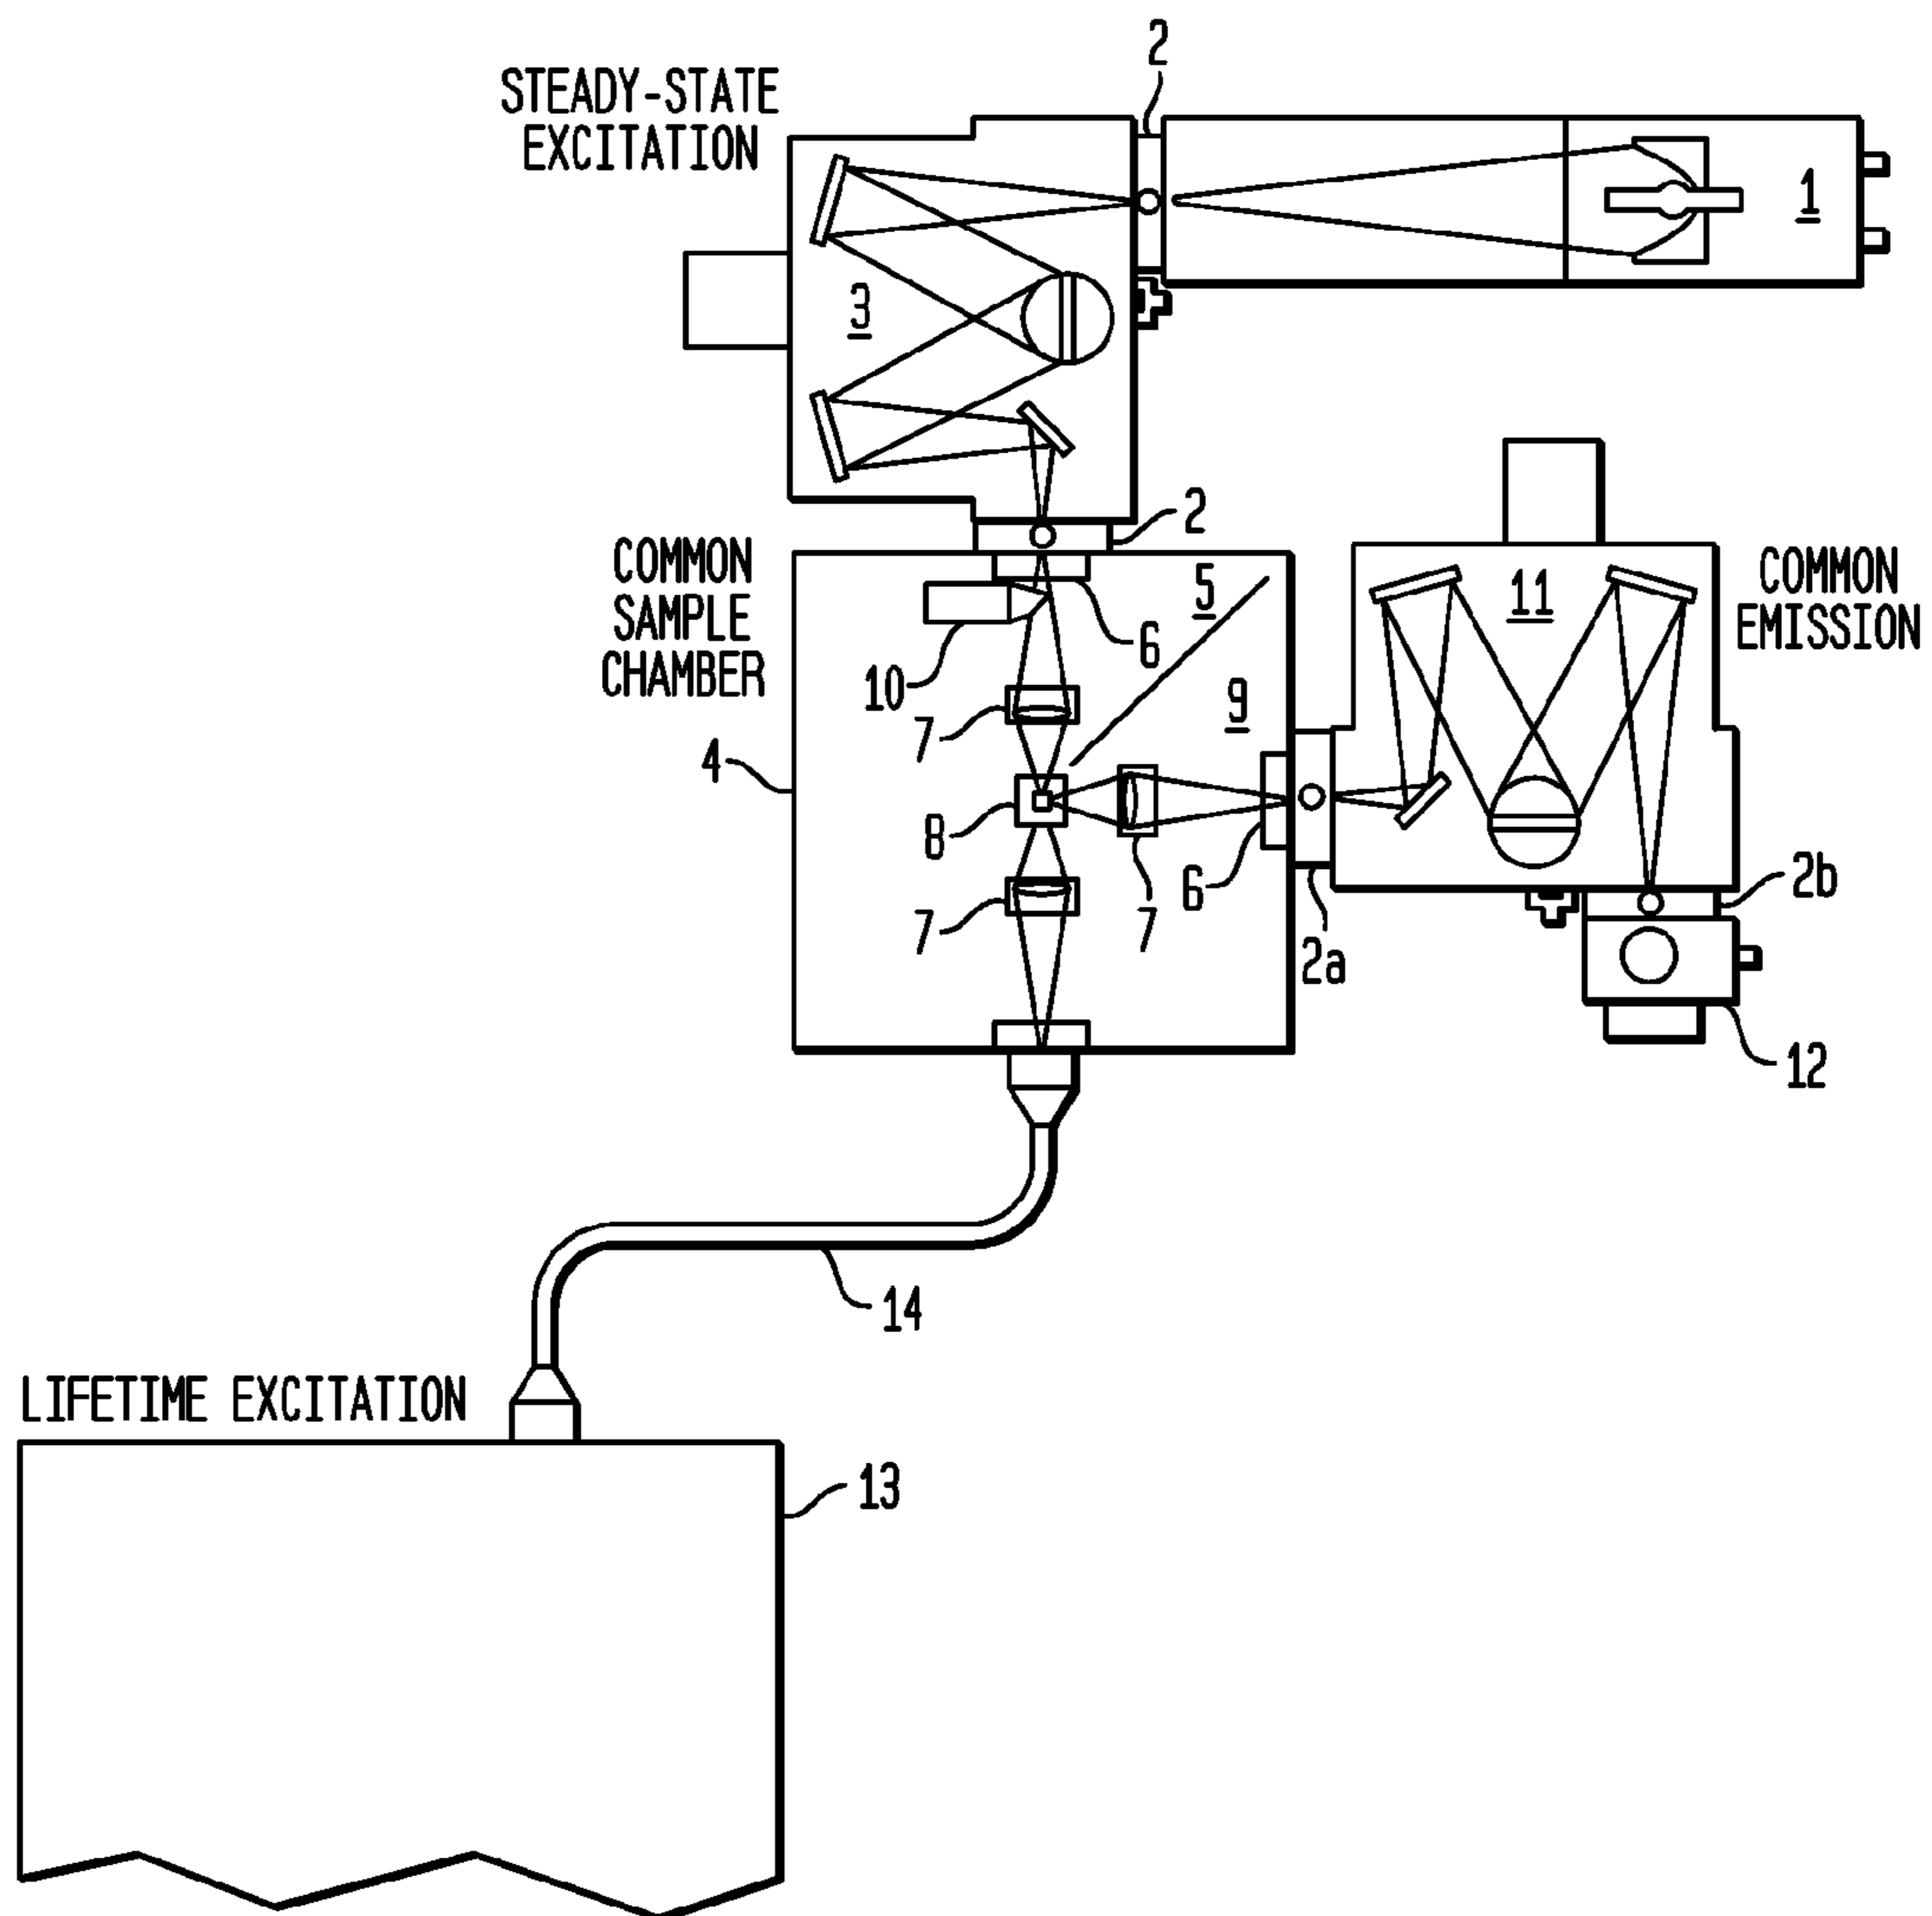 2
STEADY-STATE
EXCITATION
1
3
2
COMMON
SAMPLE
CHAMBER
5
11
COMMON
EMISSION
6
10
9
7
4
8
7
6
7
2a
2b
12
14
LIFETIME EXCITATION
13